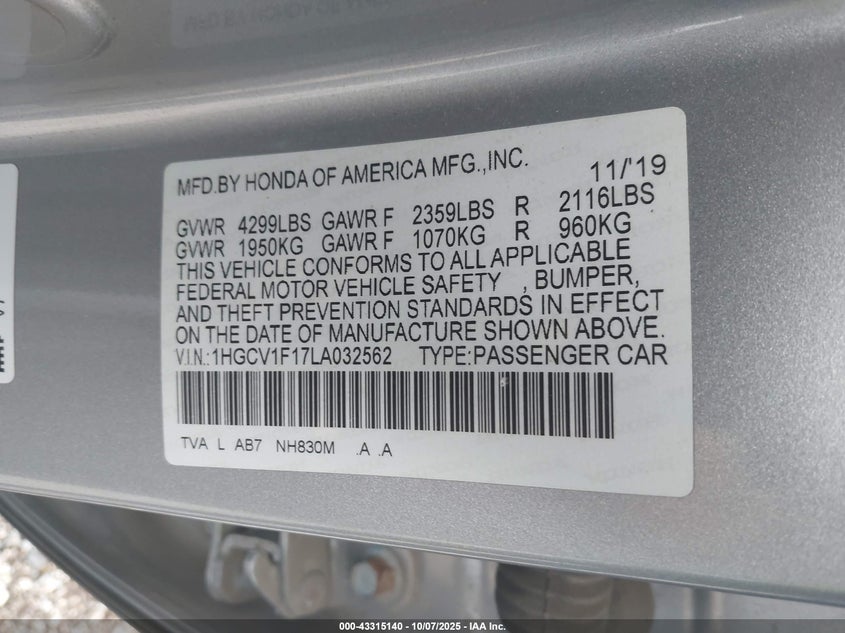 MFD.BY HONDA OF AMERICA MFG.,INC. 11/'19
GVWR 4299LBS GAWR F 2359LBS R 2116LBS
GVWR 1950KG GAWR F 1070KG R 960KG
THIS VEHICLE CONFORMS TO ALL APPLICABLE
FEDERAL MOTOR VEHICLE SAFETY , BUMPER,
AND THEFT PREVENTION STANDARDS IN EFFECT
ON THE DATE OF MANUFACTURE SHOWN ABOVE.
V.I.N.:1HGCV1F17LA032562 TYPE:PASSENGER CAR
TVA L AB7 NH830M .A .A
000-43315140 - 10/07/2025 - IAA Inc.